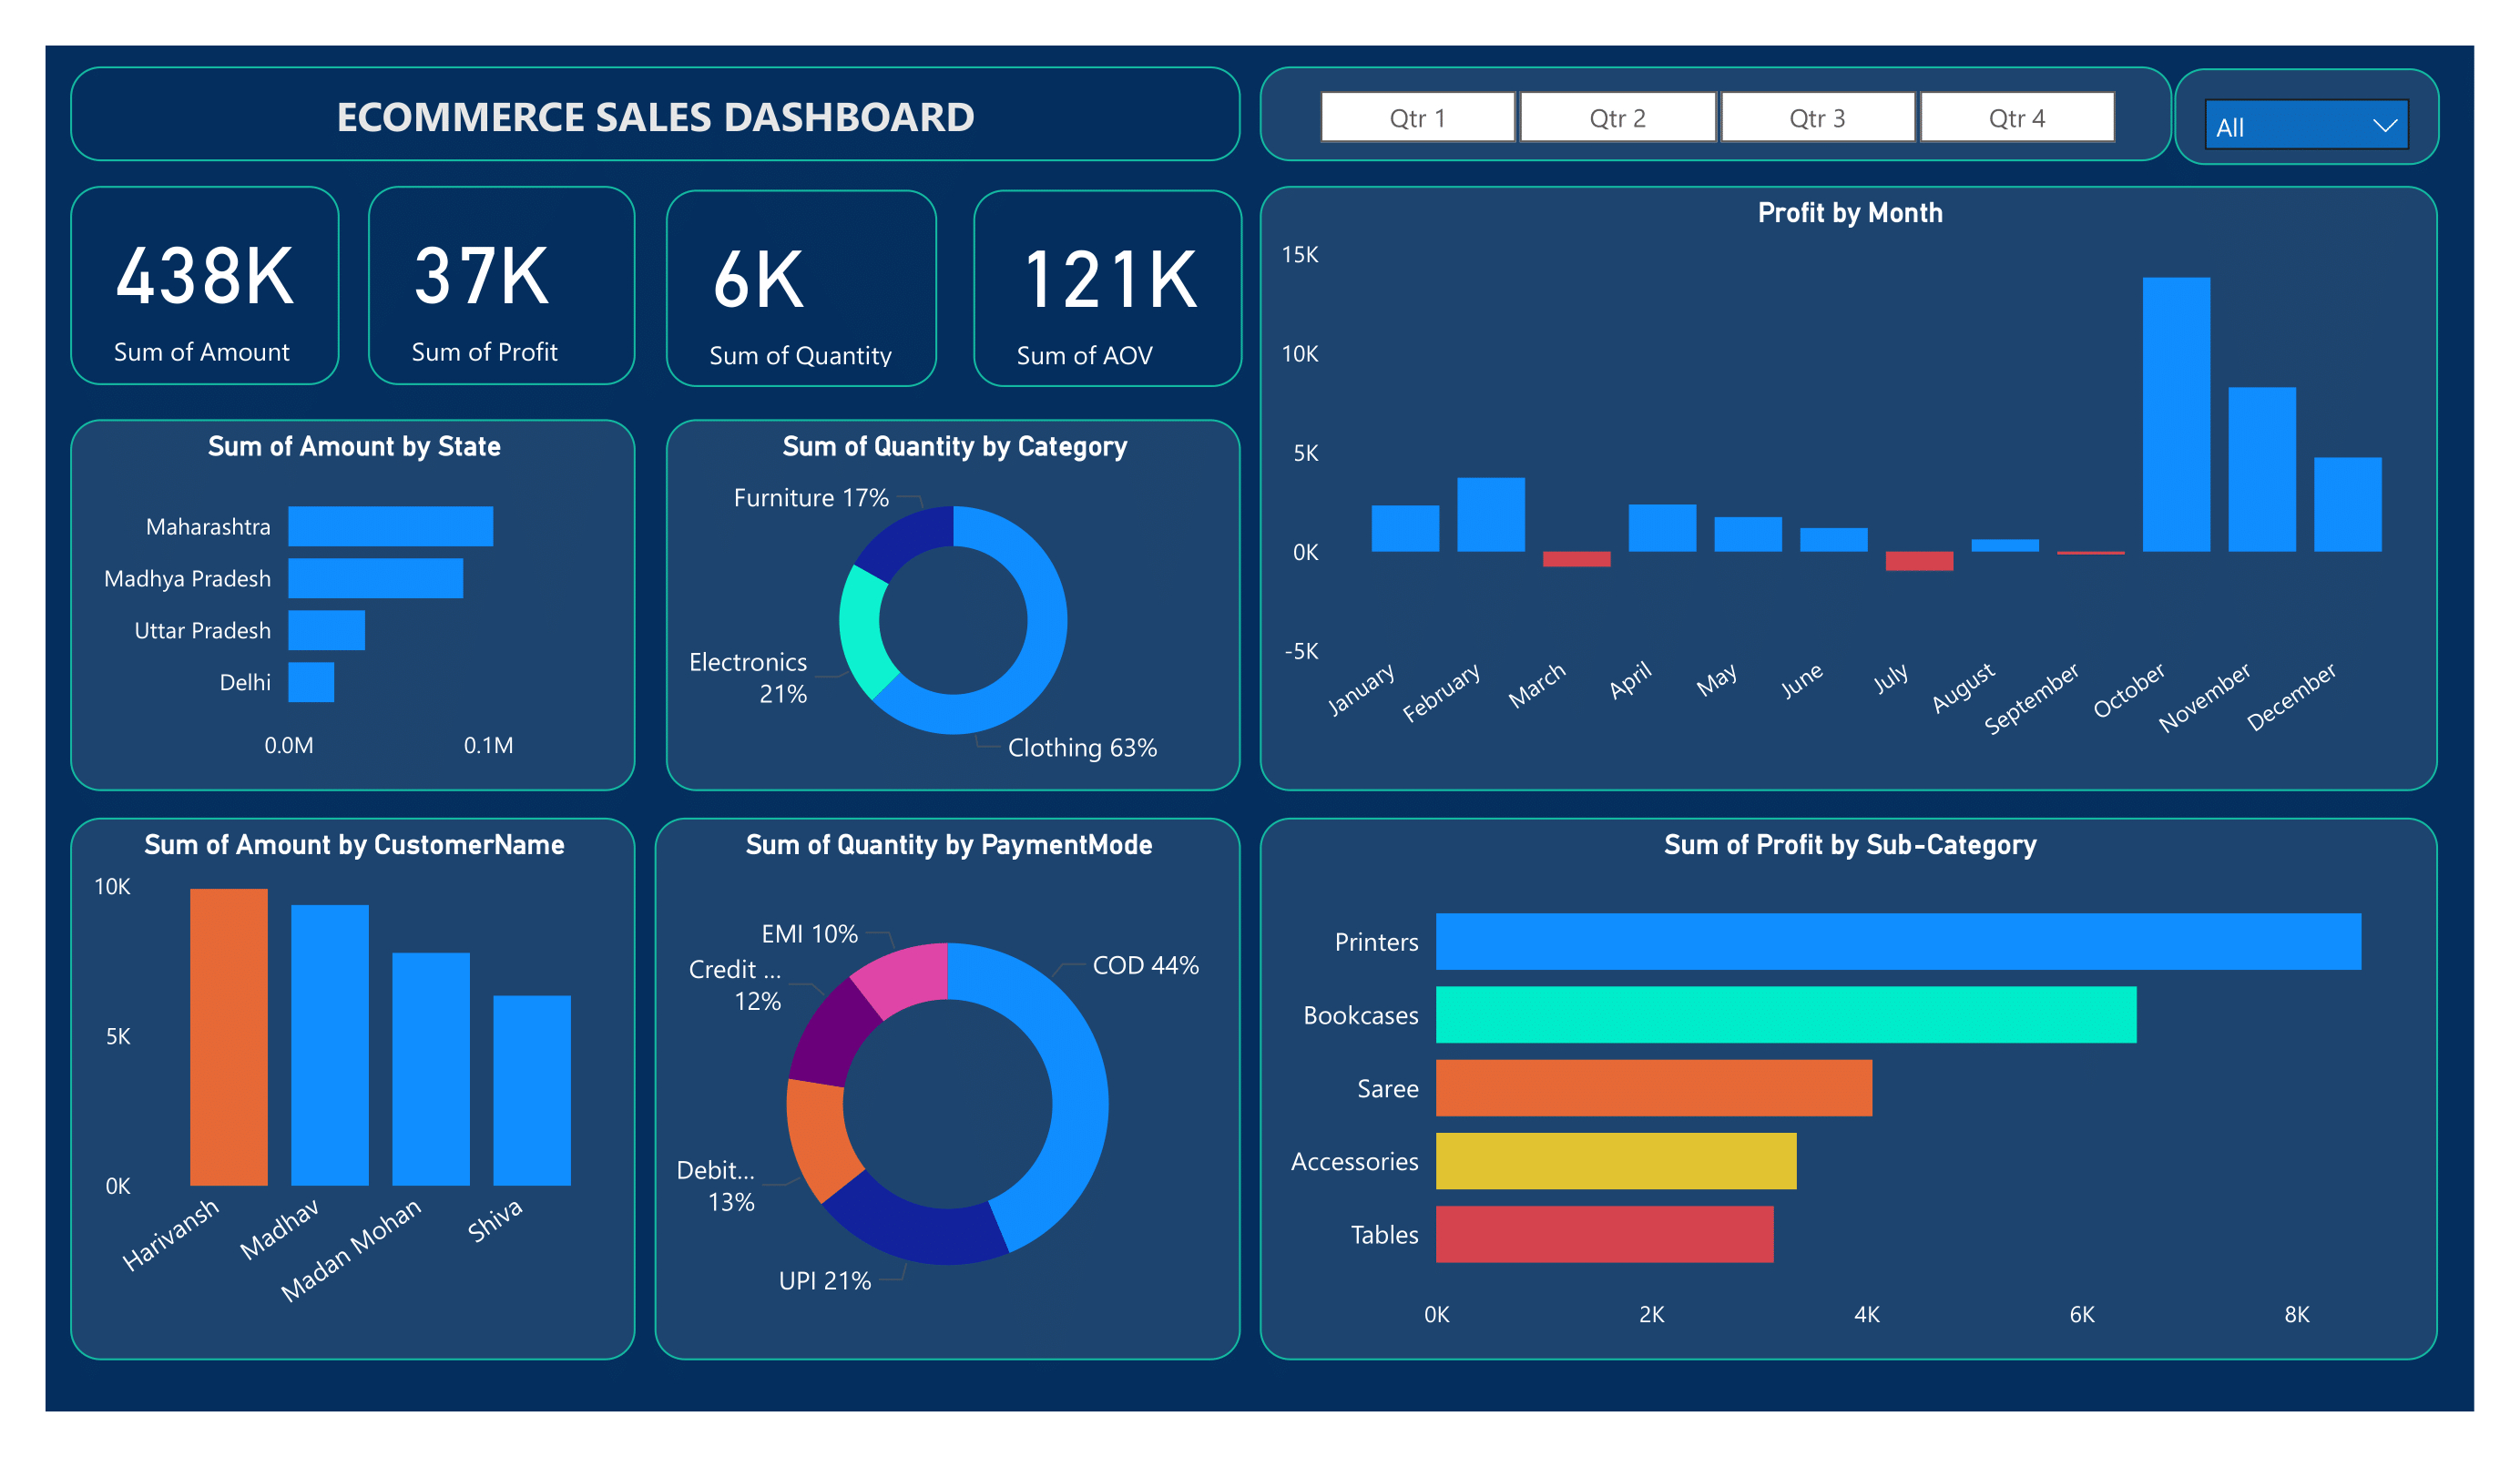 ECOMMERCE SALES DASHBOARD
Qtr 1
Qtr 2
Qtr 3
Qtr 4
All
438K
Sum of Amount
37K
Sum of Profit
6K
Sum of Quantity
121K
Sum of AOV
Profit by Month
15K
10K
5K
0K
-5K
January
February
March
April
May
June
July
August
September
October
November
December
Sum of Amount by State
Maharashtra
Madhya Pradesh
Uttar Pradesh
Delhi
0.0M
0.1M
Sum of Quantity by Category
Furniture 17%
Electronics
21%
Clothing 63%
Sum of Amount by CustomerName
10K
5K
0K
Harivansh
Madhav
Madan Mohan
Shiva
Sum of Quantity by PaymentMode
EMI 10%
COD 44%
Credit ...
12%
Debit...
13%
UPI 21%
Sum of Profit by Sub-Category
Printers
Bookcases
Saree
Accessories
Tables
0K
2K
4K
6K
8K